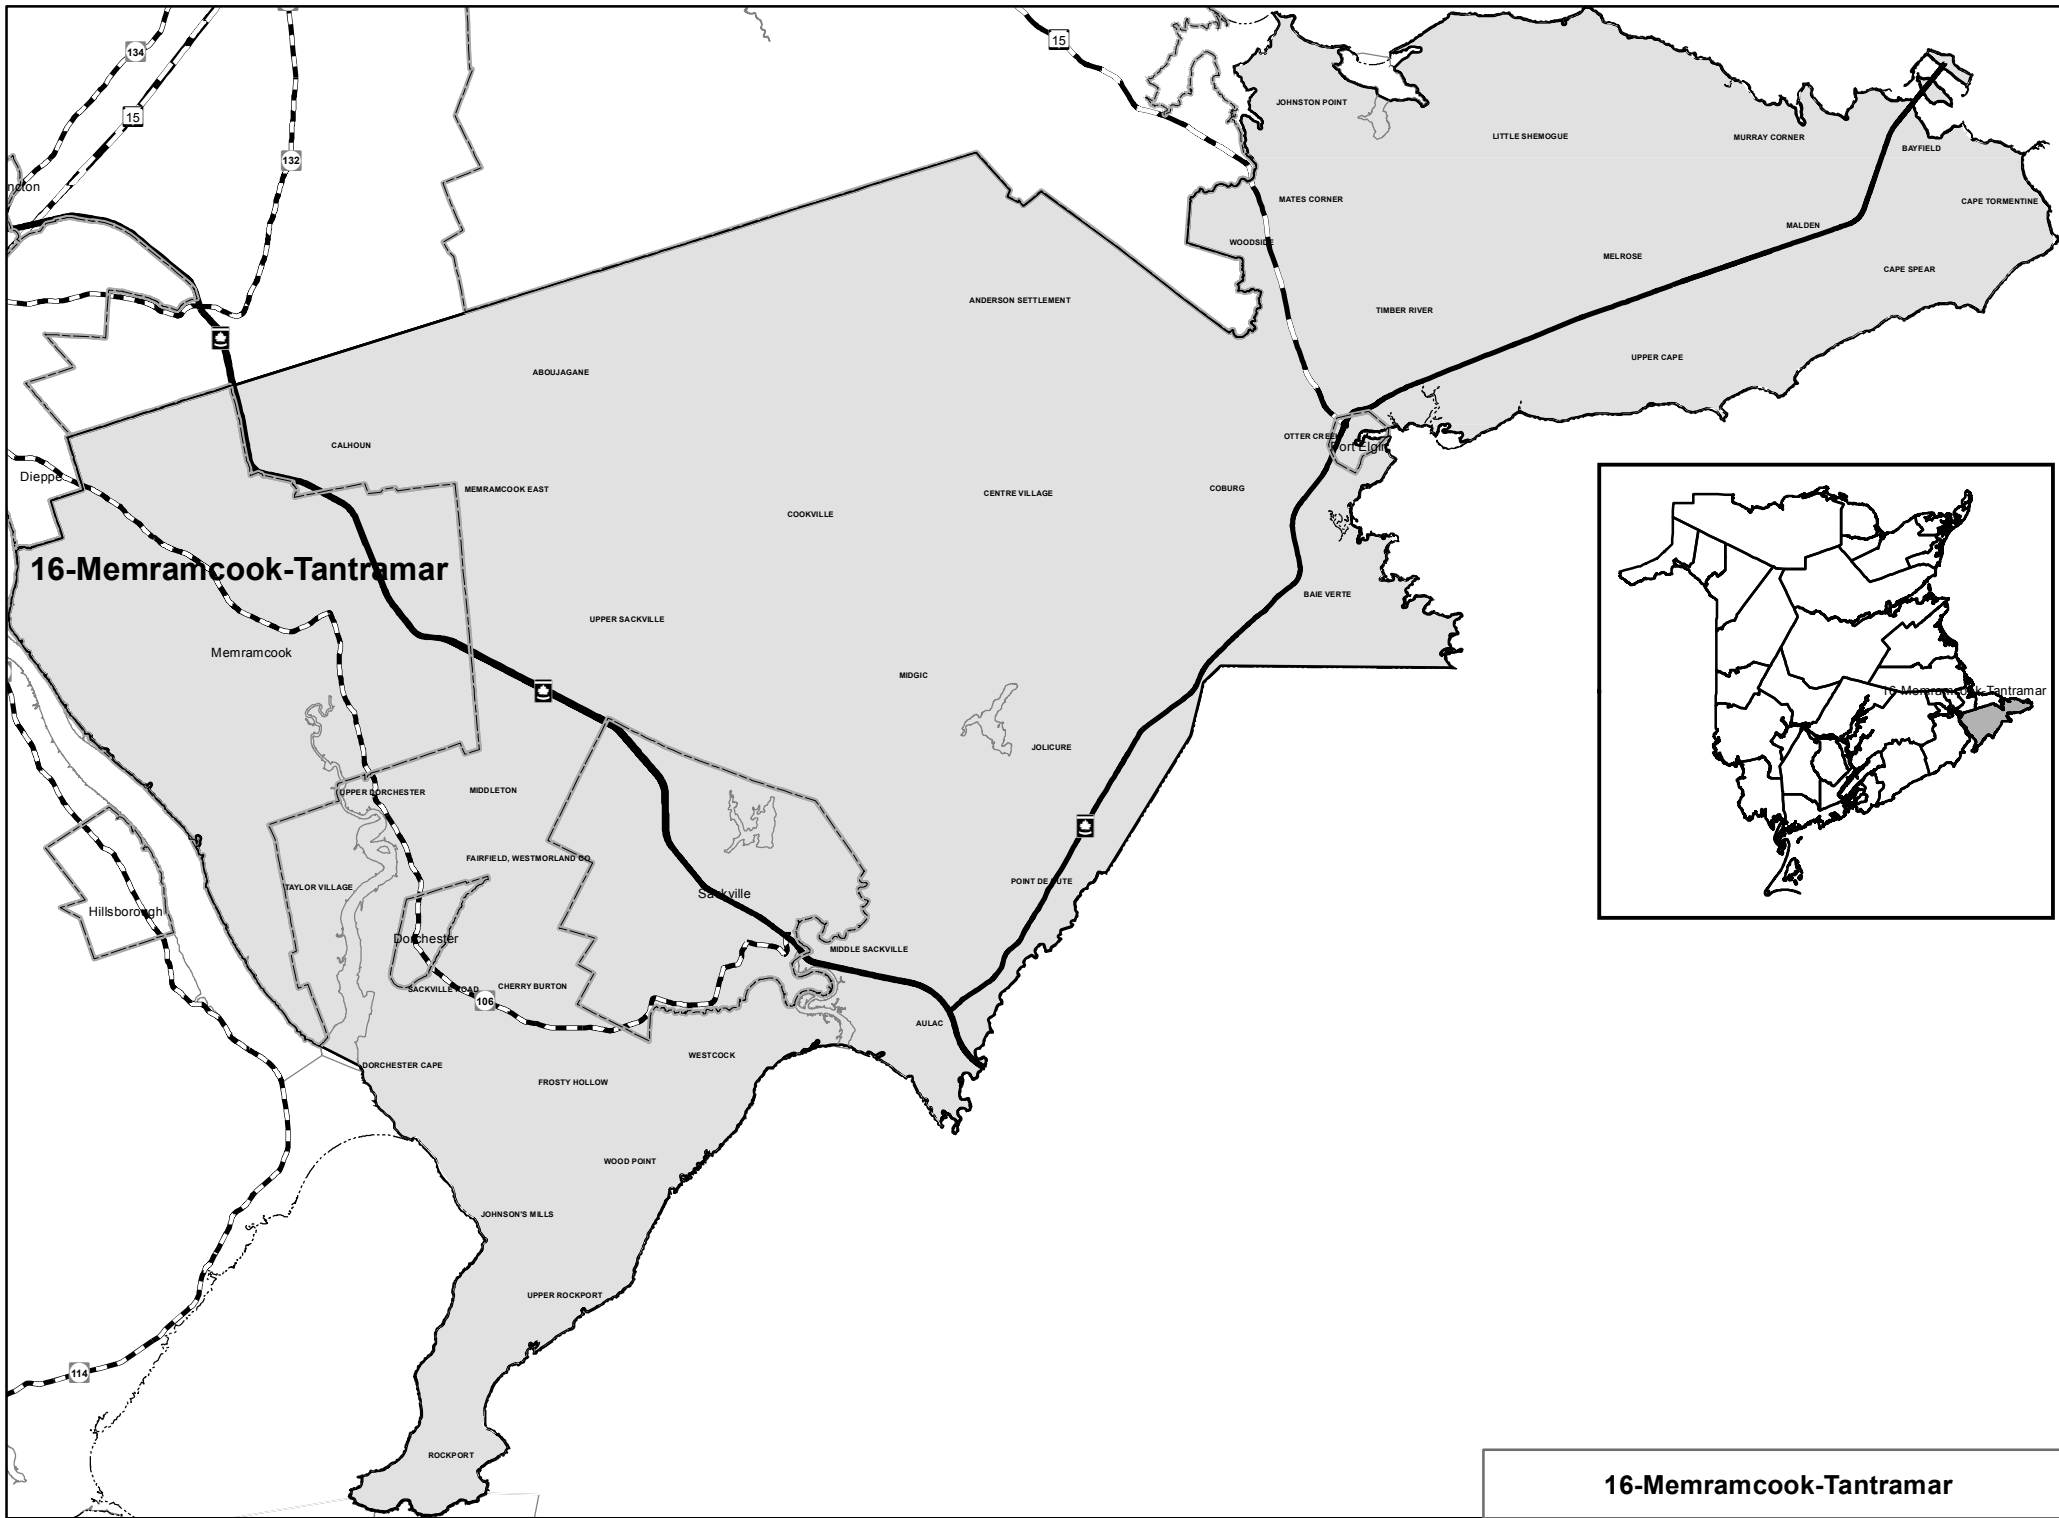 134
15
15
132
ncton
JOHNSTON POINT
LITTLE SHEMOGUE
MURRAY CORNER
BAYFIELD
MATES CORNER
CAPE TORMENTINE
WOODSIDE
MALDEN
MELROSE
CAPE SPEAR
ANDERSON SETTLEMENT
TIMBER RIVER
UPPER CAPE
ABOUJAGANE
CALHOUN
OTTER CREEK
Port Elgin
Dieppe
MEMRAMCOOK EAST
CENTRE VILLAGE
COBURG
COOKVILLE
16-Memramcook-Tantramar
BAIE VERTE
UPPER SACKVILLE
Memramcook
MIDGIC
16-Memramcook-Tantramar
JOLICURE
UPPER DORCHESTER
MIDDLETON
FAIRFIELD, WESTMORLAND CO
TAYLOR VILLAGE
POINT DE BUTE
Sackville
Hillsborough
Dorchester
MIDDLE SACKVILLE
SACKVILLE ROAD
CHERRY BURTON
106
AULAC
WESTCOCK
DORCHESTER CAPE
FROSTY HOLLOW
WOOD POINT
JOHNSON'S MILLS
UPPER ROCKPORT
114
ROCKPORT
16-Memramcook-Tantramar